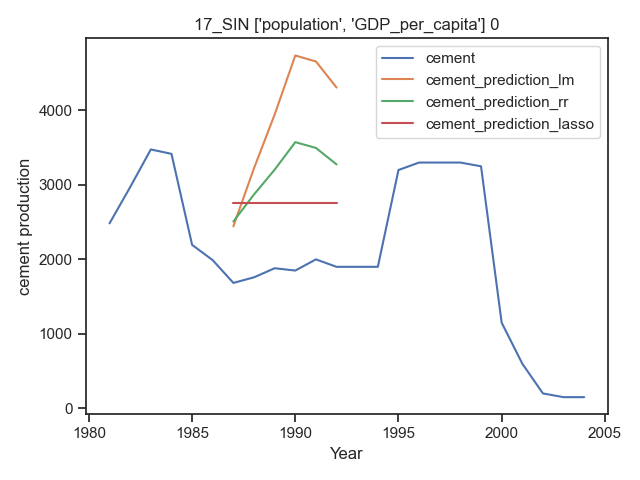 17_SIN ['population', 'GDP_per_capita'] 0
cement
cement_prediction_lm
cement_prediction_rr
cement_prediction_lasso
cement production
4000
3000
2000
1000
0
1980 1985 1990 1995 2000 2005
Year